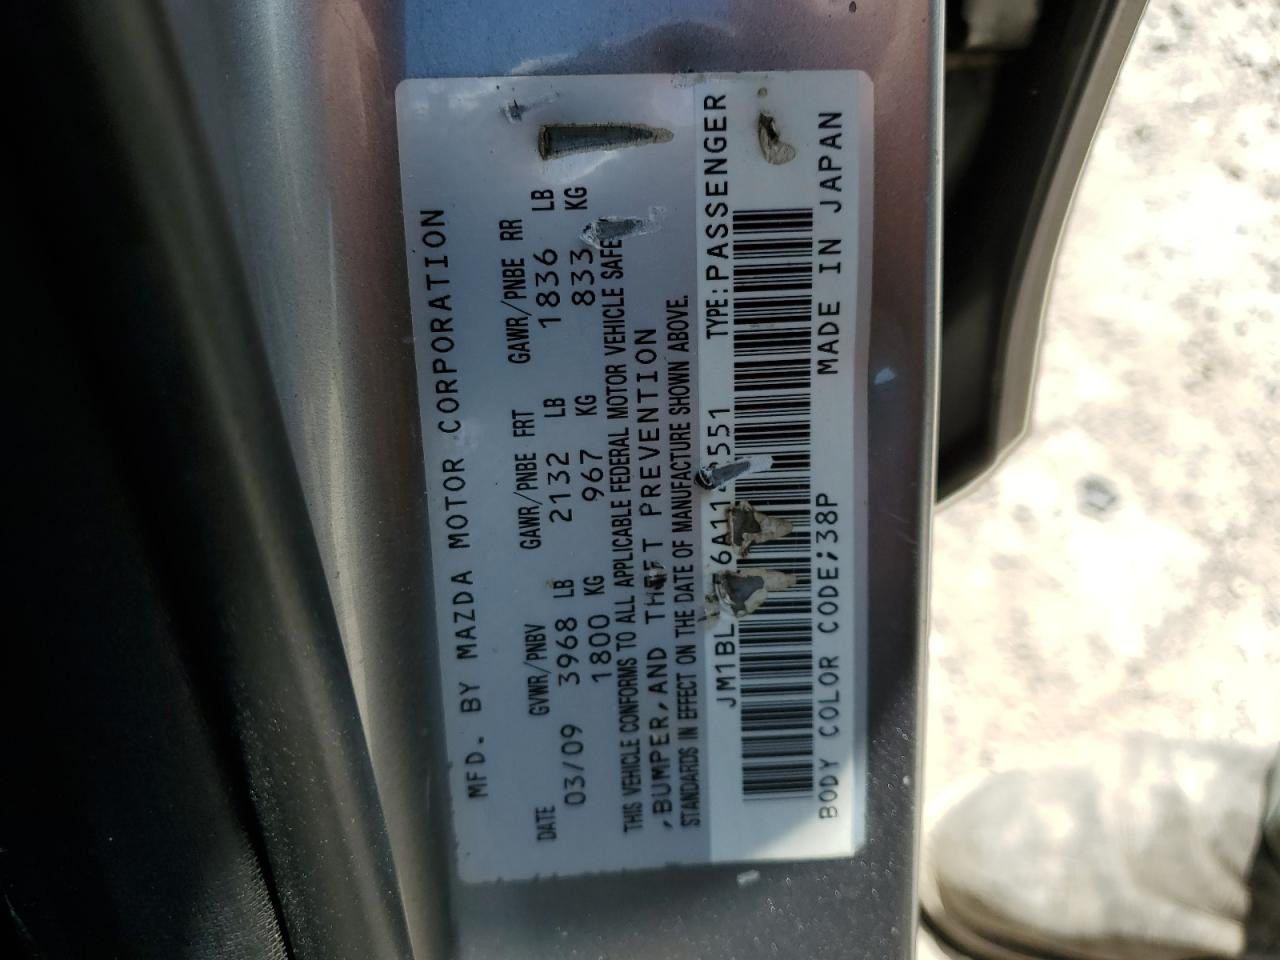 MFD. BY MAZDA MOTOR CORPORATION
DATE GVWR/PNBV GAWR/PNBE FRT GAWR/PNBE RR
03/09 3968 LB 2132 LB 1836 LB
1800 KG 967 KG 833 KG
THIS VEHICLE CONFORMS TO ALL APPLICABLE FEDERAL MOTOR VEHICLE SAFE
,BUMPER,AND THEFT PREVENTION
STANDARDS IN EFFECT ON THE DATE OF MANUFACTURE SHOWN ABOVE.
TYPE:PASSENGER
BODY COLOR CODE;38P MADE IN JAPAN